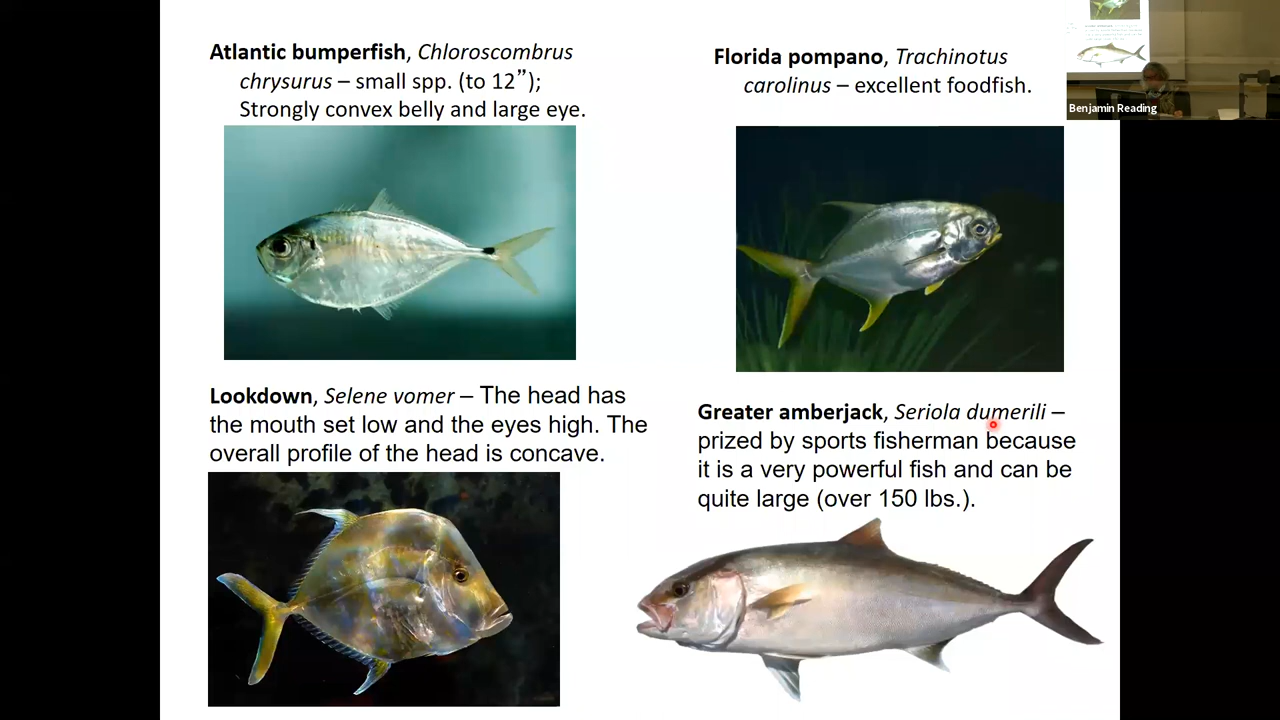 Atlantic bumperfish, Chloroscombrus
chrysurus – small spp. (to 12”);
Strongly convex belly and large eye.
Florida pompano, Trachinotus
carolinus – excellent foodfish.
Lookdown, Selene vomer – The head has
the mouth set low and the eyes high. The
overall profile of the head is concave.
Greater amberjack, Seriola dumerili –
prized by sports fisherman because
it is a very powerful fish and can be
quite large (over 150 lbs.).
Benjamin Reading